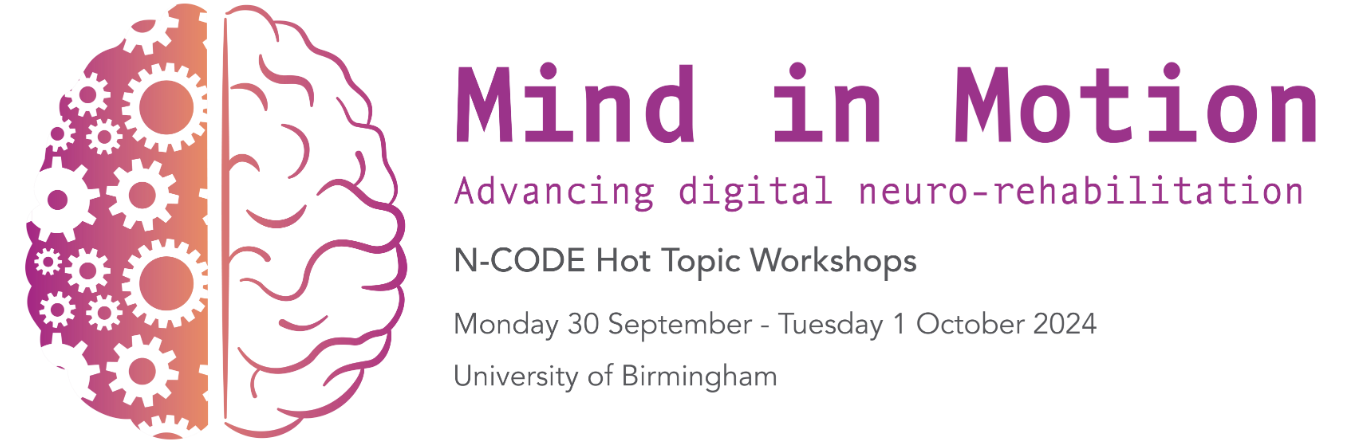 Mind in Motion
Advancing digital neuro-rehabilitation
N-CODE Hot Topic Workshops
Monday 30 September - Tuesday 1 October 2024
University of Birmingham